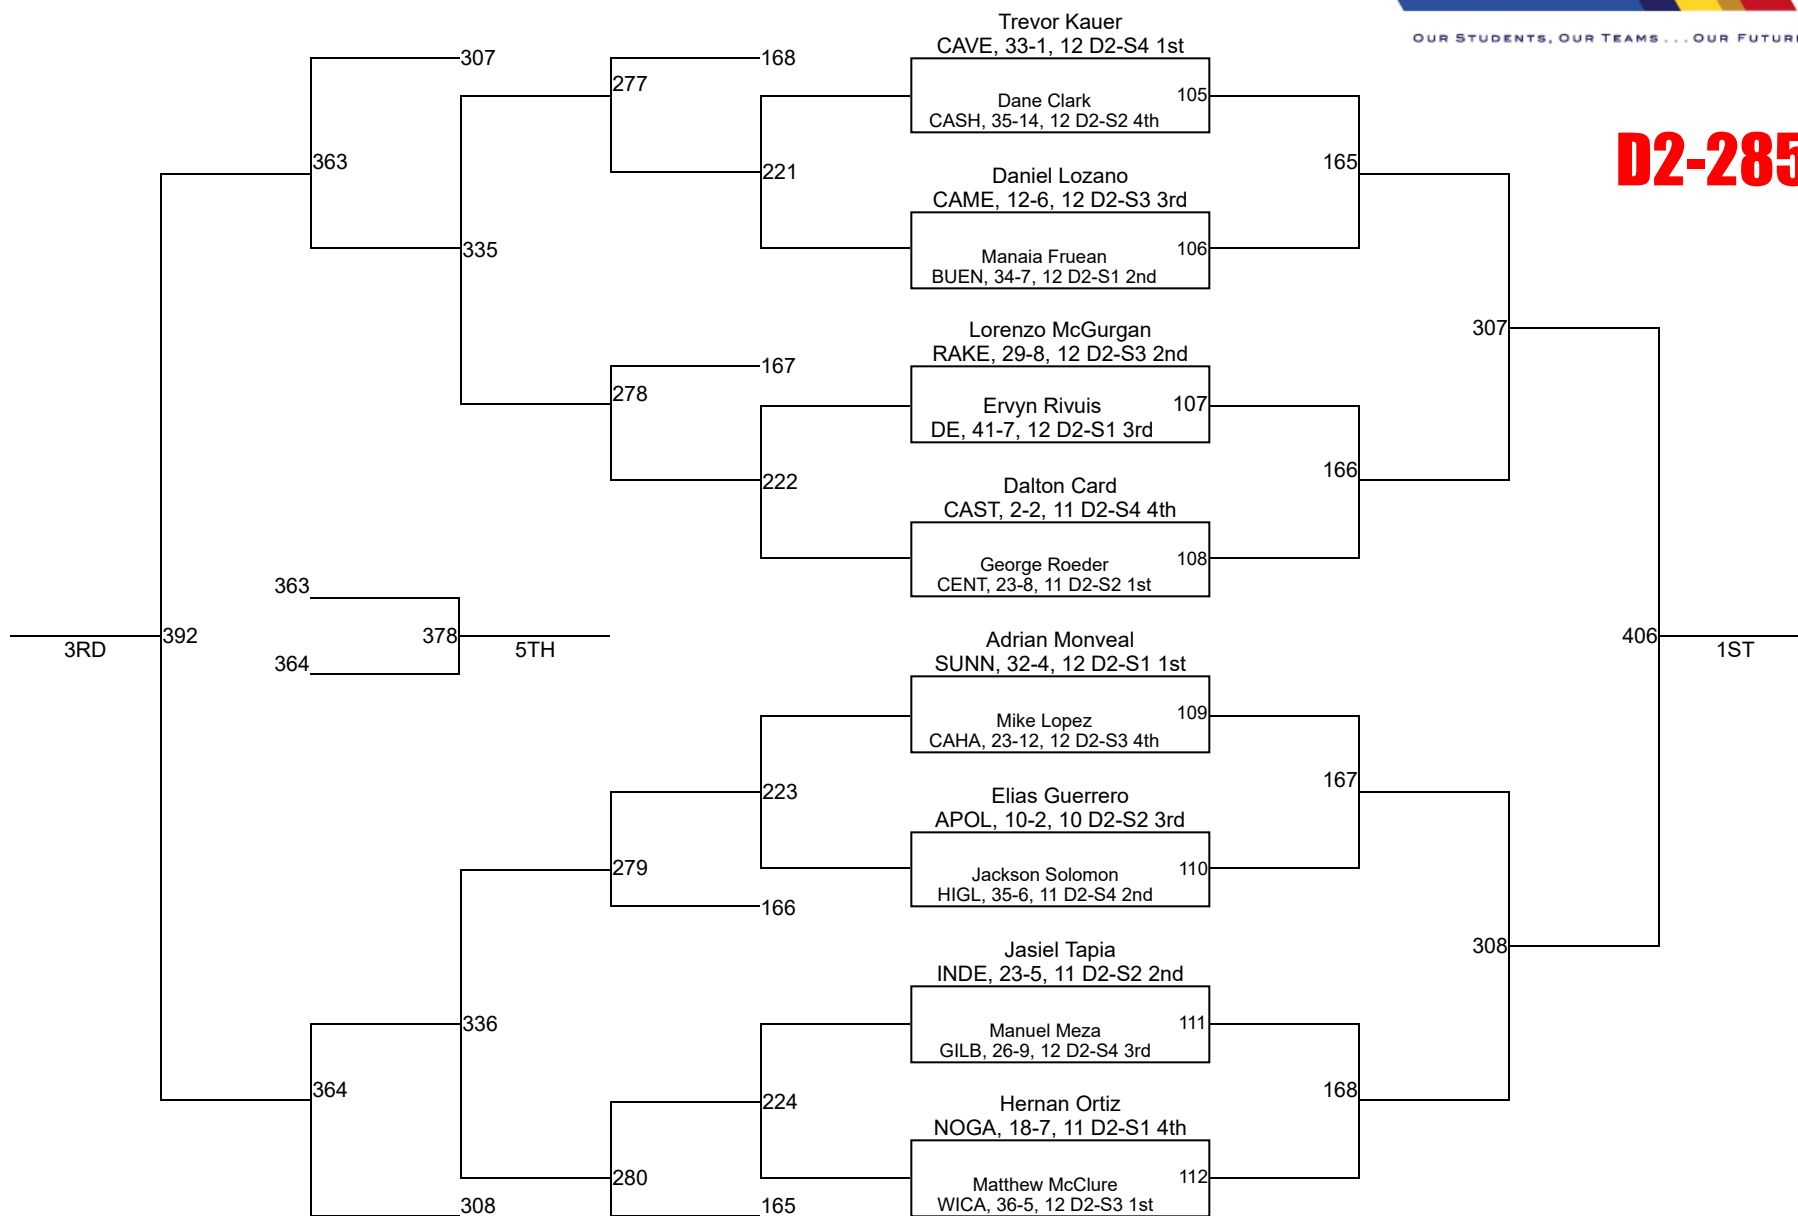 OUR STUDENTS, OUR TEAMS . . . OUR FUTURE
D2-285
Trevor Kauer
CAVE, 33-1, 12 D2-S4 1st
Dane Clark
CASH, 35-14, 12 D2-S2 4th
105
Daniel Lozano
CAME, 12-6, 12 D2-S3 3rd
Manaia Fruean
BUEN, 34-7, 12 D2-S1 2nd
106
Lorenzo McGurgan
RAKE, 29-8, 12 D2-S3 2nd
Ervyn Rivuis
DE, 41-7, 12 D2-S1 3rd
107
Dalton Card
CAST, 2-2, 11 D2-S4 4th
George Roeder
CENT, 23-8, 11 D2-S2 1st
108
Adrian Monveal
SUNN, 32-4, 12 D2-S1 1st
Mike Lopez
CAHA, 23-12, 12 D2-S3 4th
109
Elias Guerrero
APOL, 10-2, 10 D2-S2 3rd
Jackson Solomon
HIGL, 35-6, 11 D2-S4 2nd
110
Jasiel Tapia
INDE, 23-5, 11 D2-S2 2nd
Manuel Meza
GILB, 26-9, 12 D2-S4 3rd
111
Hernan Ortiz
NOGA, 18-7, 11 D2-S1 4th
Matthew McClure
WICA, 36-5, 12 D2-S3 1st
112
165
166
167
168
307
308
406
1ST
168
221
167
222
223
166
224
165
277
278
279
280
335
336
307
363
364
308
363
364
378
5TH
392
3RD